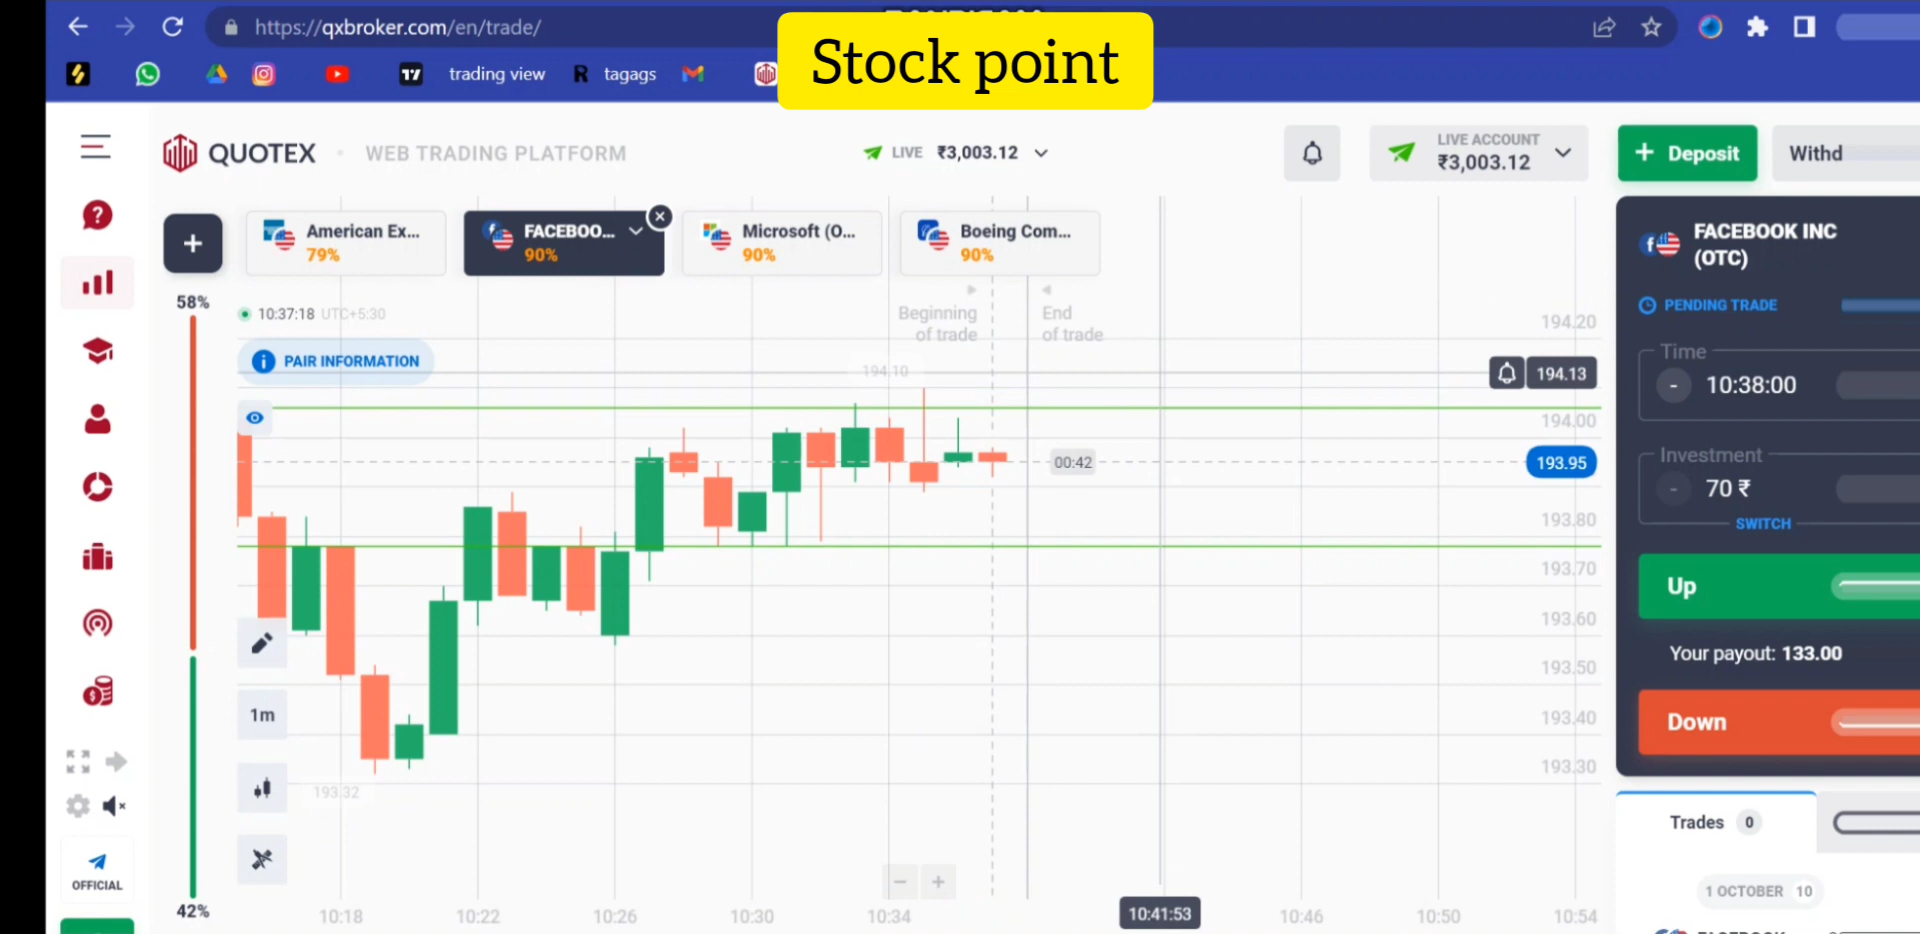 https://qxbroker.com/en/trade/
Stock point
trading view
tagags
QUOTEX
WEB TRADING PLATFORM
LIVE ₹3,003.12
LIVE ACCOUNT
₹3,003.12
+ Deposit
Withd
American Ex...
79%
FACEBOO...
90%
Microsoft (O...
90%
Boeing Com...
90%
FACEBOOK INC
(OTC)
PENDING TRADE
58%
10:37:18 UTC+5:30
Beginning
of trade
End
of trade
PAIR INFORMATION
194.20
194.10
194.13
194.00
00:42
193.95
193.80
193.70
193.60
193.50
193.40
193.30
193.32
Time
- 10:38:00
Investment
- 70 ₹
SWITCH
Up
Your payout: 133.00
Down
1m
Trades 0
1 OCTOBER 10
OFFICIAL
42%
10:18
10:22
10:26
10:30
10:34
10:41:53
10:46
10:50
10:54